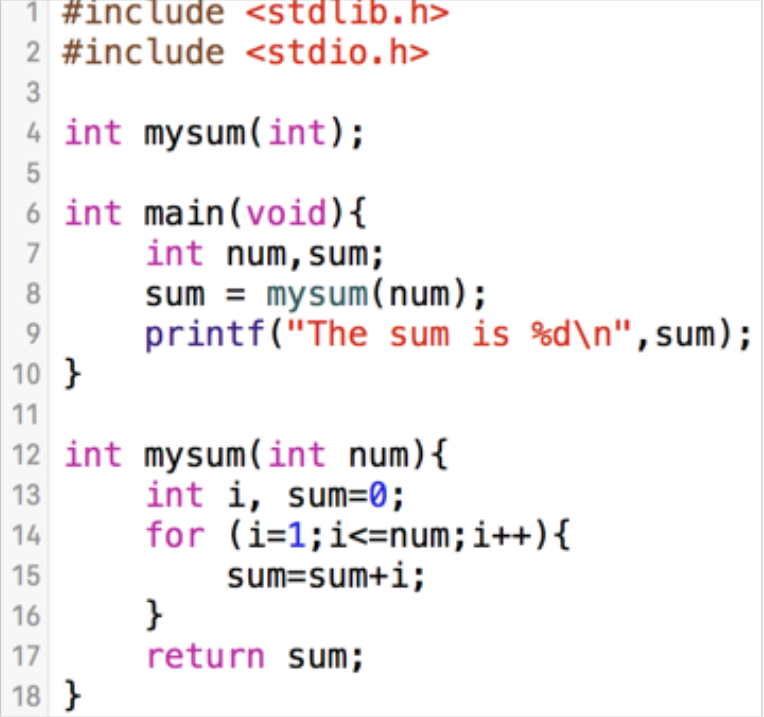 1 #include <stdlib.h>
2 #include <stdio.h>
3
4 int mysum(int);
5
6 int main(void){
7     int num,sum;
8     sum = mysum(num);
9     printf("The sum is %d\n",sum);
10 }
11
12 int mysum(int num){
13     int i, sum=0;
14     for (i=1;i<=num;i++){
15         sum=sum+i;
16     }
17     return sum;
18 }